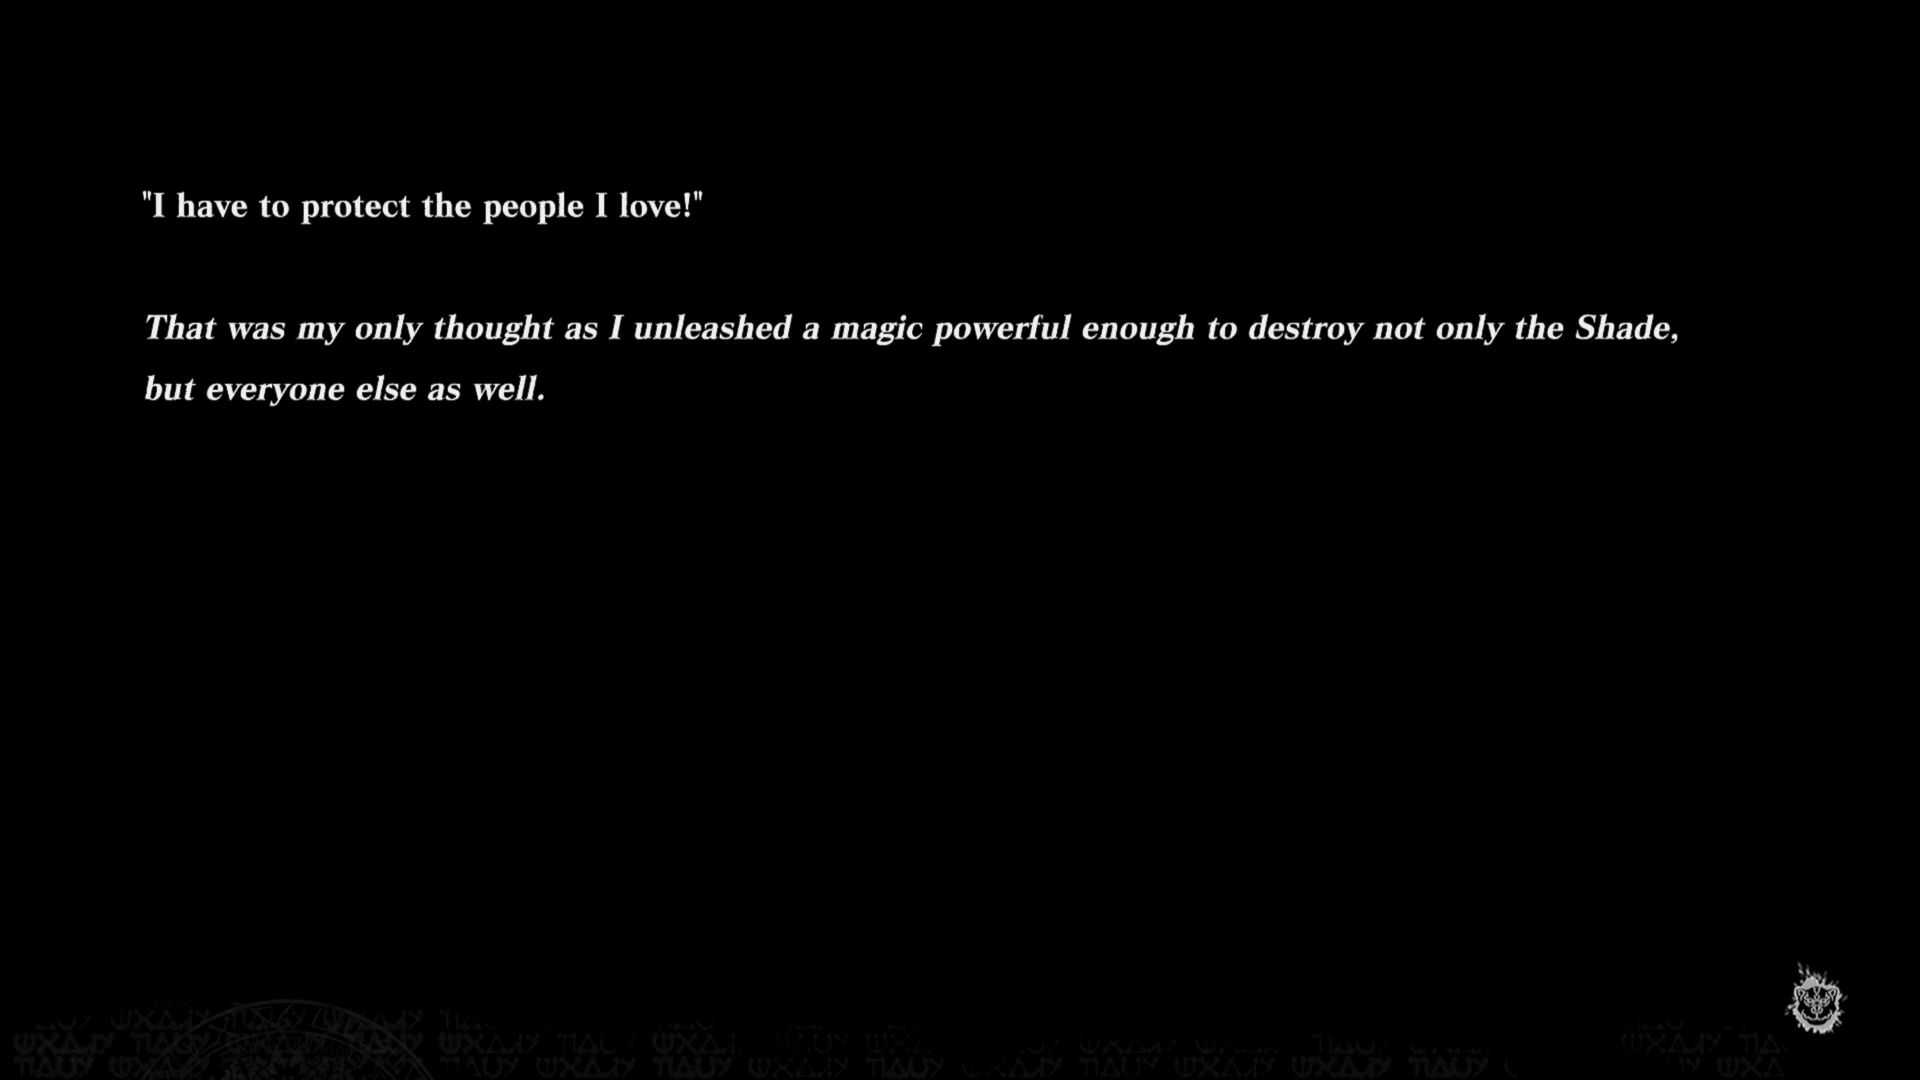 "I have to protect the people I love!"
That was my only thought as I unleashed a magic powerful enough to destroy not only the Shade,
but everyone else as well.